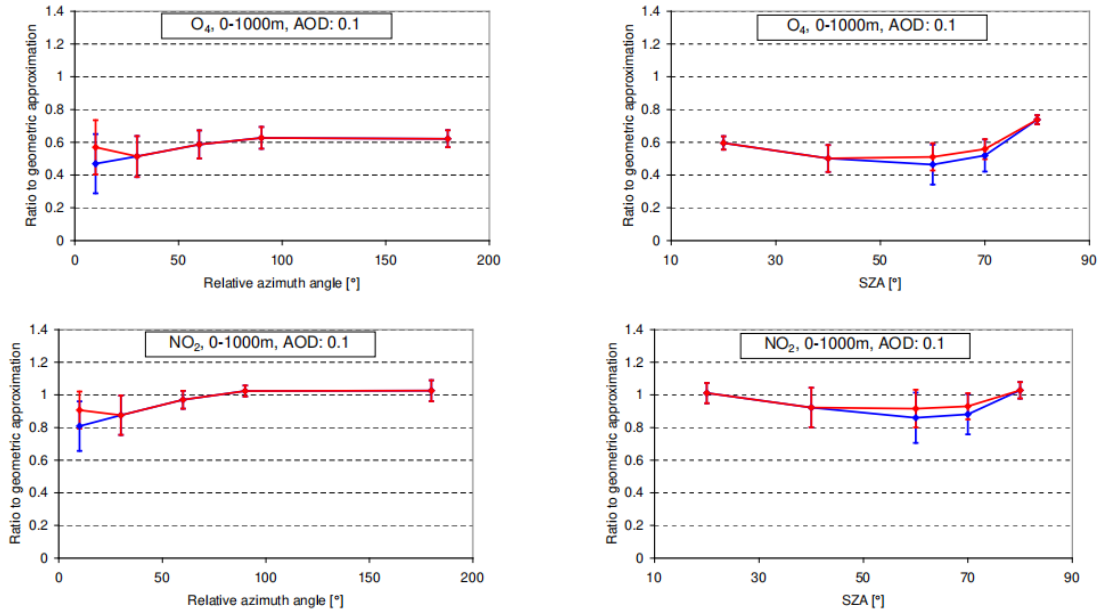 O4, 0-1000m, AOD: 0.1
1.4
1.2
1
0.8
0.6
0.4
0.2
0
Ratio to geometric approximation
0 50 100 150 200
Relative azimuth angle [°]
O4, 0-1000m, AOD: 0.1
1.4
1.2
1
0.8
0.6
0.4
0.2
0
Ratio to geometric approximation
10 30 50 70 90
SZA [°]
NO2, 0-1000m, AOD: 0.1
1.4
1.2
1
0.8
0.6
0.4
0.2
0
Ratio to geometric approximation
0 50 100 150 200
Relative azimuth angle [°]
NO2, 0-1000m, AOD: 0.1
1.4
1.2
1
0.8
0.6
0.4
0.2
0
Ratio to geometric approximation
10 30 50 70 90
SZA [°]